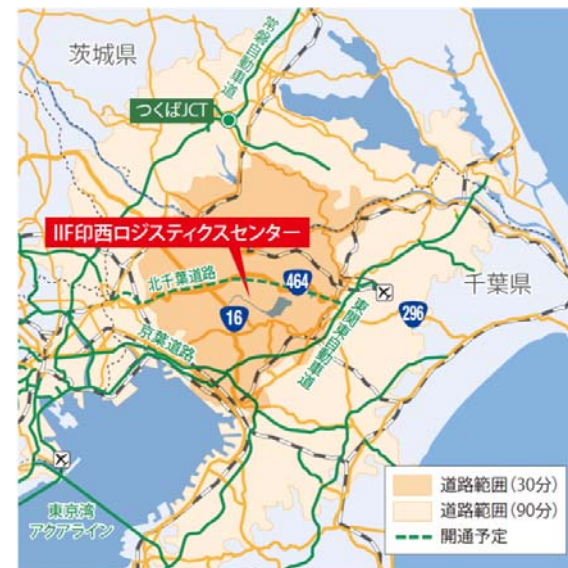 茨城県
常磐自動車道
つくばJCT
IIF印西ロジスティクスセンター
北千葉道路
464
千葉県
16
296
東関東自動車道
京葉道路
東京湾
アクアライン
道路範囲(30分)
道路範囲(90分)
開通予定